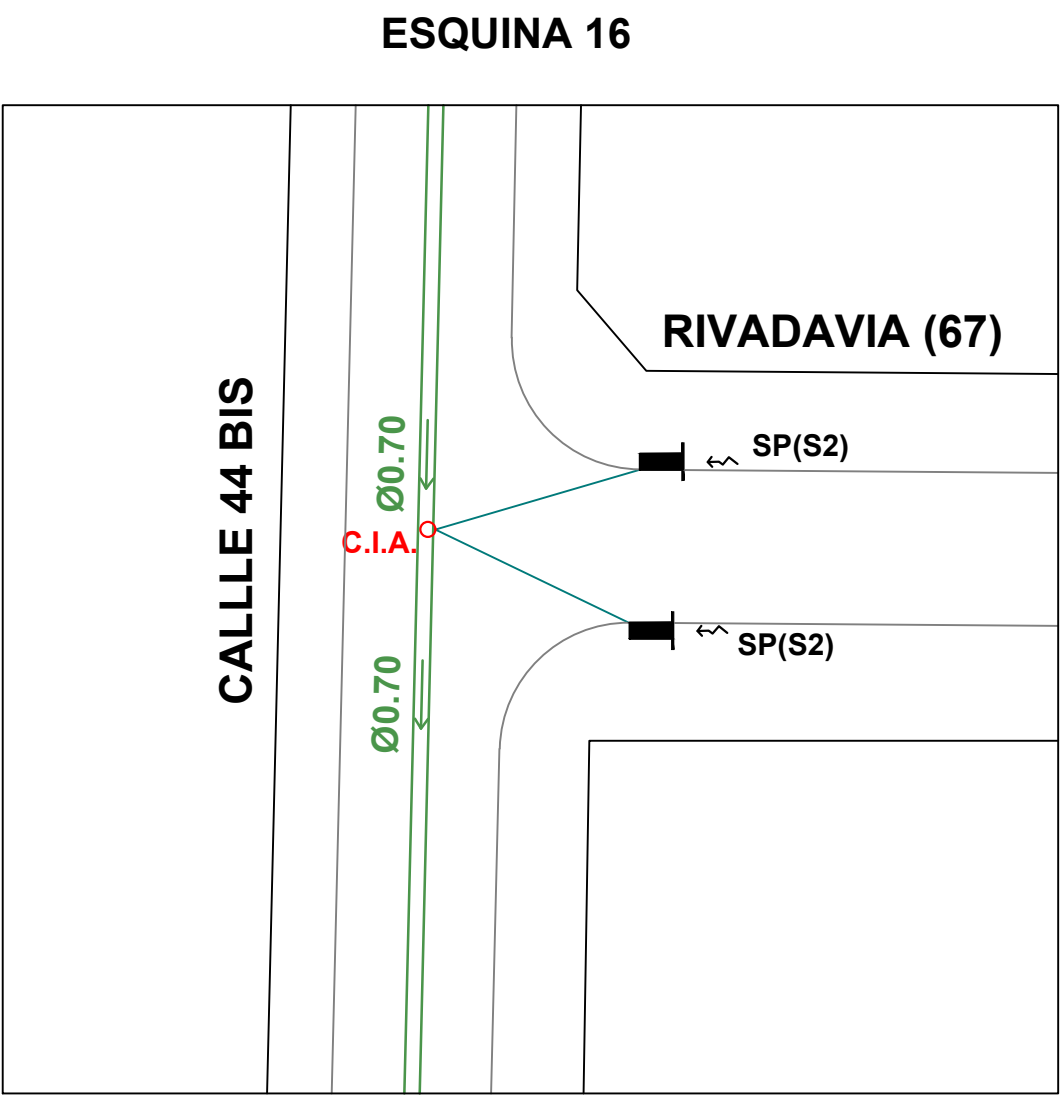 ESQUINA 16
RIVADAVIA (67)
CALLLE 44 BIS
Ø0.70
SP(S2)
C.I.A.
SP(S2)
Ø0.70